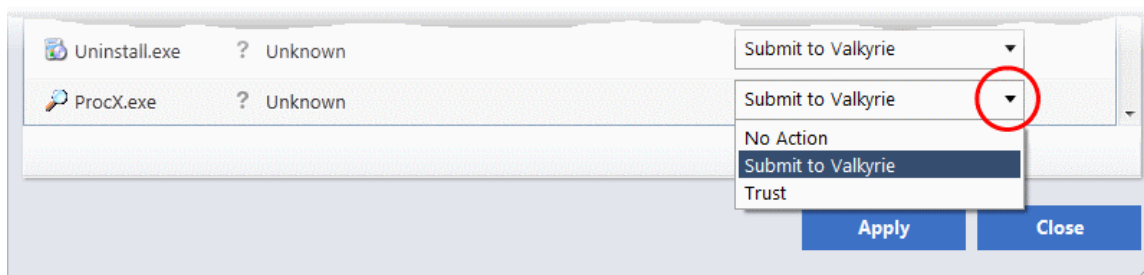 Uninstall.exe ? Unknown Submit to Valkyrie
ProcX.exe ? Unknown Submit to Valkyrie
No Action
Submit to Valkyrie
Trust
Apply Close